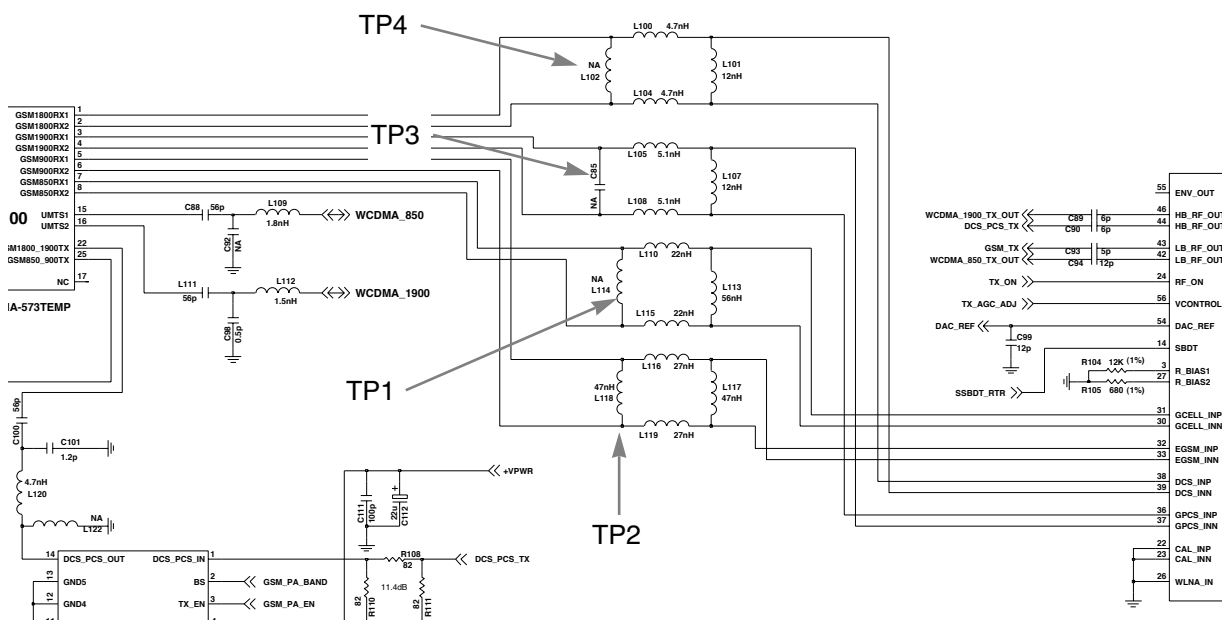 TP4
L100 4.7nH
NA
L102
L101
12nH
L104 4.7nH
GSM1800RX1
1
GSM1800RX2
2
GSM1900RX1
3
GSM1900RX2
4
GSM900RX1
5
GSM900RX2
6
GSM850RX1
7
GSM850RX2
8
TP3
C85
NA
L105 5.1nH
L107
12nH
L108 5.1nH
UMTS1
15
UMTS2
16
00
22
25
NC
17
C88
56p
L109
1.8nH
WCDMA_850
C92
NA
L111
56p
L112
1.5nH
WCDMA_1900
C98
0.5p
L110 22nH
NA
L114
L113
56nH
L115 22nH
TP1
L116 27nH
47nH
L118
L117
47nH
L119 27nH
TP2
55
ENV_OUT
WCDMA_1900_TX_OUT
C89
6p
46
HB_RF_OUT
DCS_PCS_TX
C90
6p
44
HB_RF_OUT
GSM_TX
C93
5p
43
LB_RF_OUT
WCDMA_850_TX_OUT
C94
12p
42
LB_RF_OUT
TX_ON
24
RF_ON
TX_AGC_ADJ
56
VCONTROL
DAC_REF
54
DAC_REF
C99
12p
14
SBDT
SSBDT_RTR
R104 12K (1%)
3
R_BIAS1
R105 680 (1%)
27
R_BIAS2
31
GCELL_INP
30
GCELL_INN
32
EGSM_INP
33
EGSM_INN
38
DCS_INP
39
DCS_INN
36
GPCS_INP
37
GPCS_INN
22
CAL_INP
23
CAL_INN
26
WLNA_IN
56p
C100
C101
1.2p
4.7nH
L120
NA
L122
+VPWR
C111
100p
+
22u
C112
14
DCS_PCS_OUT
DCS_PCS_IN
1
R108
82
DCS_PCS_TX
13
GND5
BS
2
GSM_PA_BAND
12
GND4
TX_EN
3
GSM_PA_EN
11.4dB
82
R110
82
R111